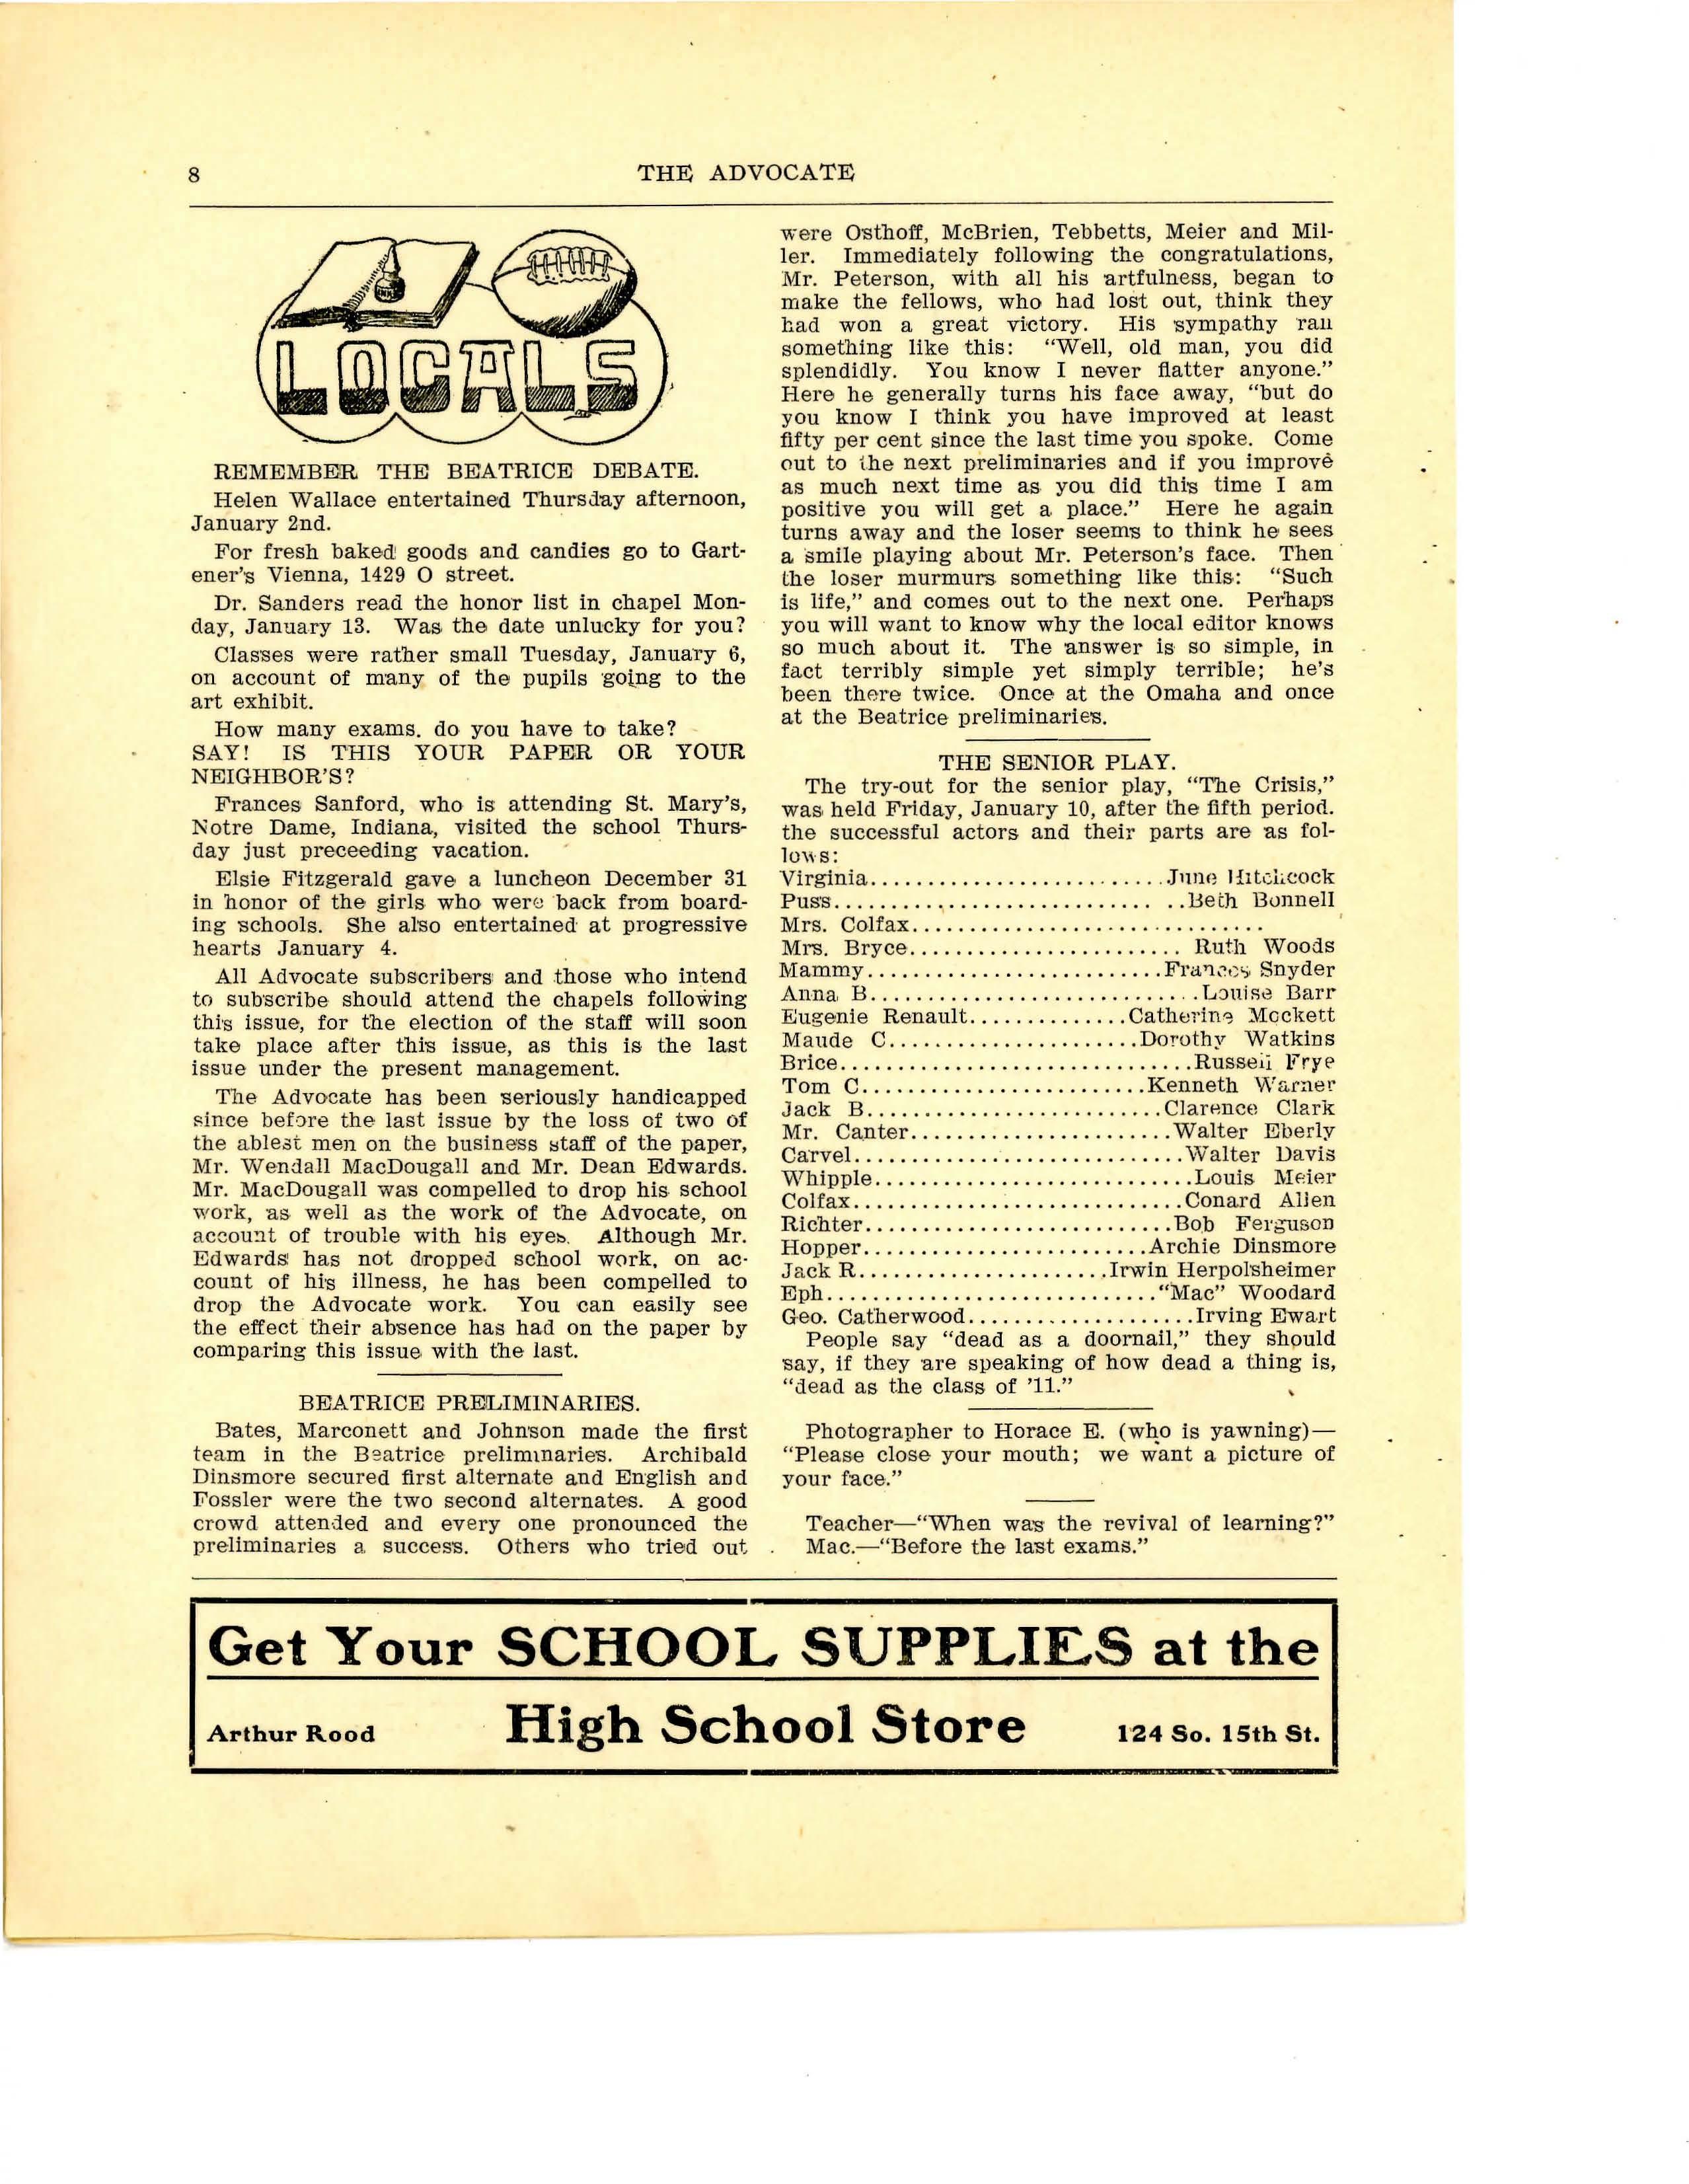 8
THE ADVOCATE
LOCALS
REMEMBER THE BEATRICE DEBATE.
Helen Wallace entertained Thursday afternoon,
January 2nd.
For fresh baked goods and candies go to Gart-
ener's Vienna, 1429 O street.
Dr. Sanders read the honor list in chapel Mon-
day, January 13. Was the date unlucky for you?
Classes were rather small Tuesday, January 6,
on account of many of the pupils going to the
art exhibit.
How many exams. do you have to take?
SAY! IS THIS YOUR PAPER OR YOUR
NEIGHBOR'S?
Frances Sanford, who is attending St. Mary's,
Notre Dame, Indiana, visited the school Thurs-
day just preceeding vacation.
Elsie Fitzgerald gave a luncheon December 31
in honor of the girls who were back from board-
ing schools. She also entertained at progressive
hearts January 4.
All Advocate subscribers and those who intend
to subscribe should attend the chapels following
this issue, for the election of the staff will soon
take place after this issue, as this is the last
issue under the present management.
The Advocate has been seriously handicapped
since before the last issue by the loss of two of
the ablest men on the business staff of the paper,
Mr. Wendall MacDougall and Mr. Dean Edwards.
Mr. MacDougall was compelled to drop his school
work, as well as the work of the Advocate, on
account of trouble with his eyes. Although Mr.
Edwards has not dropped school work, on ac-
count of his illness, he has been compelled to
drop the Advocate work. You can easily see
the effect their absence has had on the paper by
comparing this issue with the last.
BEATRICE PRELIMINARIES.
Bates, Marconett and Johnson made the first
team in the Beatrice preliminaries. Archibald
Dinsmore secured first alternate and English and
Fossler were the two second alternates. A good
crowd attended and every one pronounced the
preliminaries a success. Others who tried out
were Osthoff, McBrien, Tebbetts, Meier and Mil-
ler. Immediately following the congratulations,
Mr. Peterson, with all his artfulness, began to
make the fellows, who had lost out, think they
had won a great victory. His sympathy ran
something like this: "Well, old man, you did
splendidly. You know I never flatter anyone."
Here he generally turns his face away, "but do
you know I think you have improved at least
fifty per cent since the last time you spoke. Come
out to the next preliminaries and if you improve
as much next time as you did this time I am
positive you will get a place." Here he again
turns away and the loser seems to think he sees
a smile playing about Mr. Peterson's face. Then
the loser murmurs something like this: "Such
is life," and comes out to the next one. Perhaps
you will want to know why the local editor knows
so much about it. The answer is so simple, in
fact terribly simple yet simply terrible; he's
been there twice. Once at the Omaha and once
at the Beatrice preliminaries.
THE SENIOR PLAY.
The try-out for the senior play, "The Crisis,"
was held Friday, January 10, after the fifth period.
the successful actors and their parts are as fol-
lows:
Virginia..........................June Hitchcock
Puss..............................Beth Bonnell
Mrs. Colfax..............................
Mrs. Bryce........................ Ruth Woods
Mammy..........................Frances Snyder
Anna B.............................Louise Barr
Eugenie Renault..............Catherine Mockett
Maude C......................Dorothy Watkins
Brice...............................Russell Frye
Tom C.........................Kenneth Warner
Jack B..........................Clarence Clark
Mr. Canter.......................Walter Eberly
Carvel.............................Walter Davis
Whipple............................Louis Meier
Colfax.............................Conard Allen
Richter...........................Bob Ferguson
Hopper.........................Archie Dinsmore
Jack R......................Irwin Herpolsheimer
Eph............................."Mac" Woodard
Geo. Catherwood....................Irving Ewart
People say "dead as a doornail," they should
say, if they are speaking of how dead a thing is,
"dead as the class of '11."
Photographer to Horace E. (who is yawning)—
"Please close your mouth; we want a picture of
your face."
Teacher—"When was the revival of learning?"
Mac.—"Before the last exams."
Get Your SCHOOL SUPPLIES at the
Arthur Rood High School Store 124 So. 15th St.